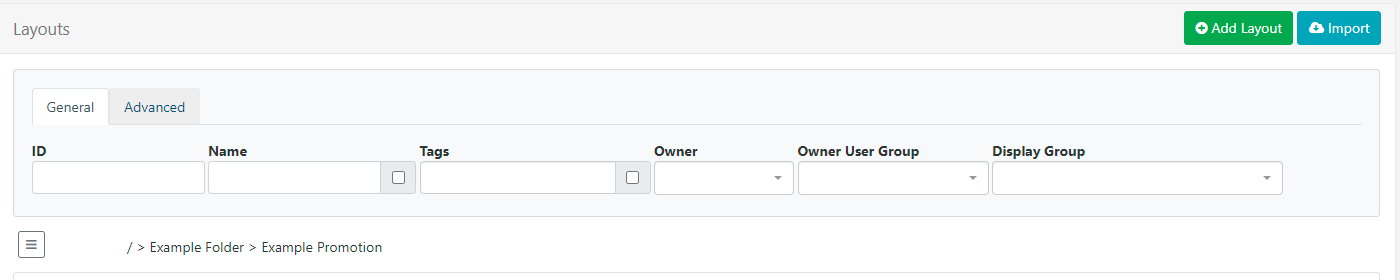 Layouts
Add Layout
Import
General
Advanced
ID
Name
Tags
Owner
Owner User Group
Display Group
/ > Example Folder > Example Promotion